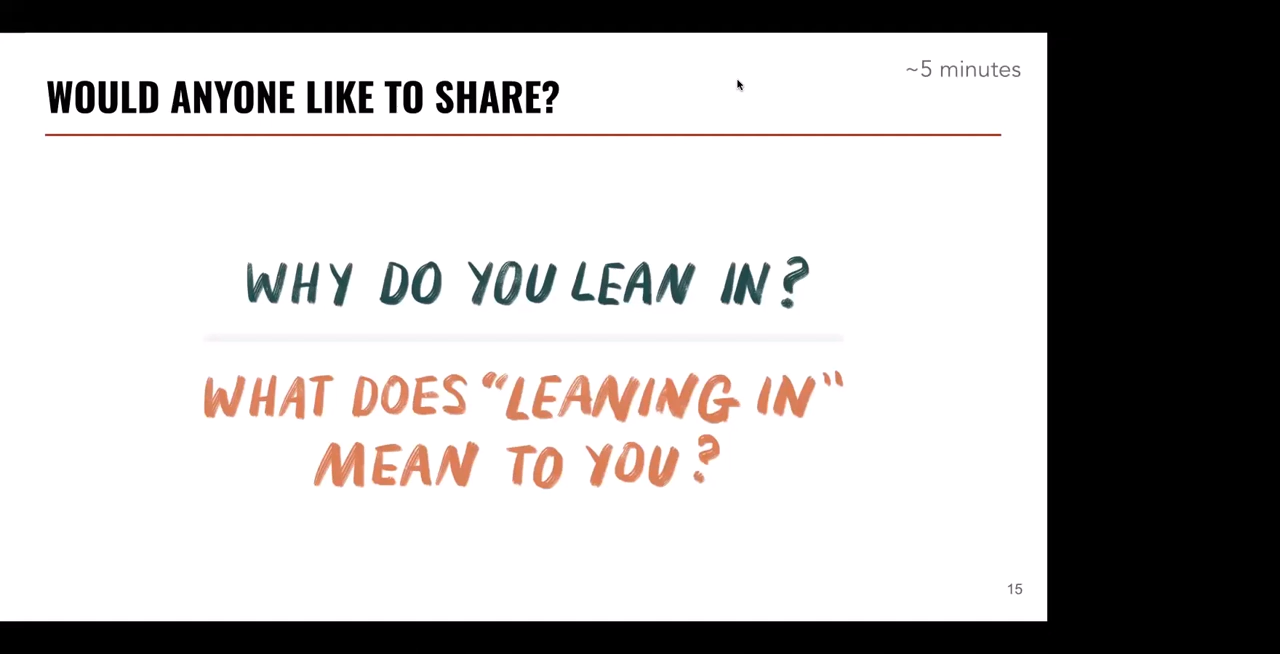 ~5 minutes
WOULD ANYONE LIKE TO SHARE?
WHY DO YOU LEAN IN?
WHAT DOES “LEANING IN"
MEAN TO YOU?
15